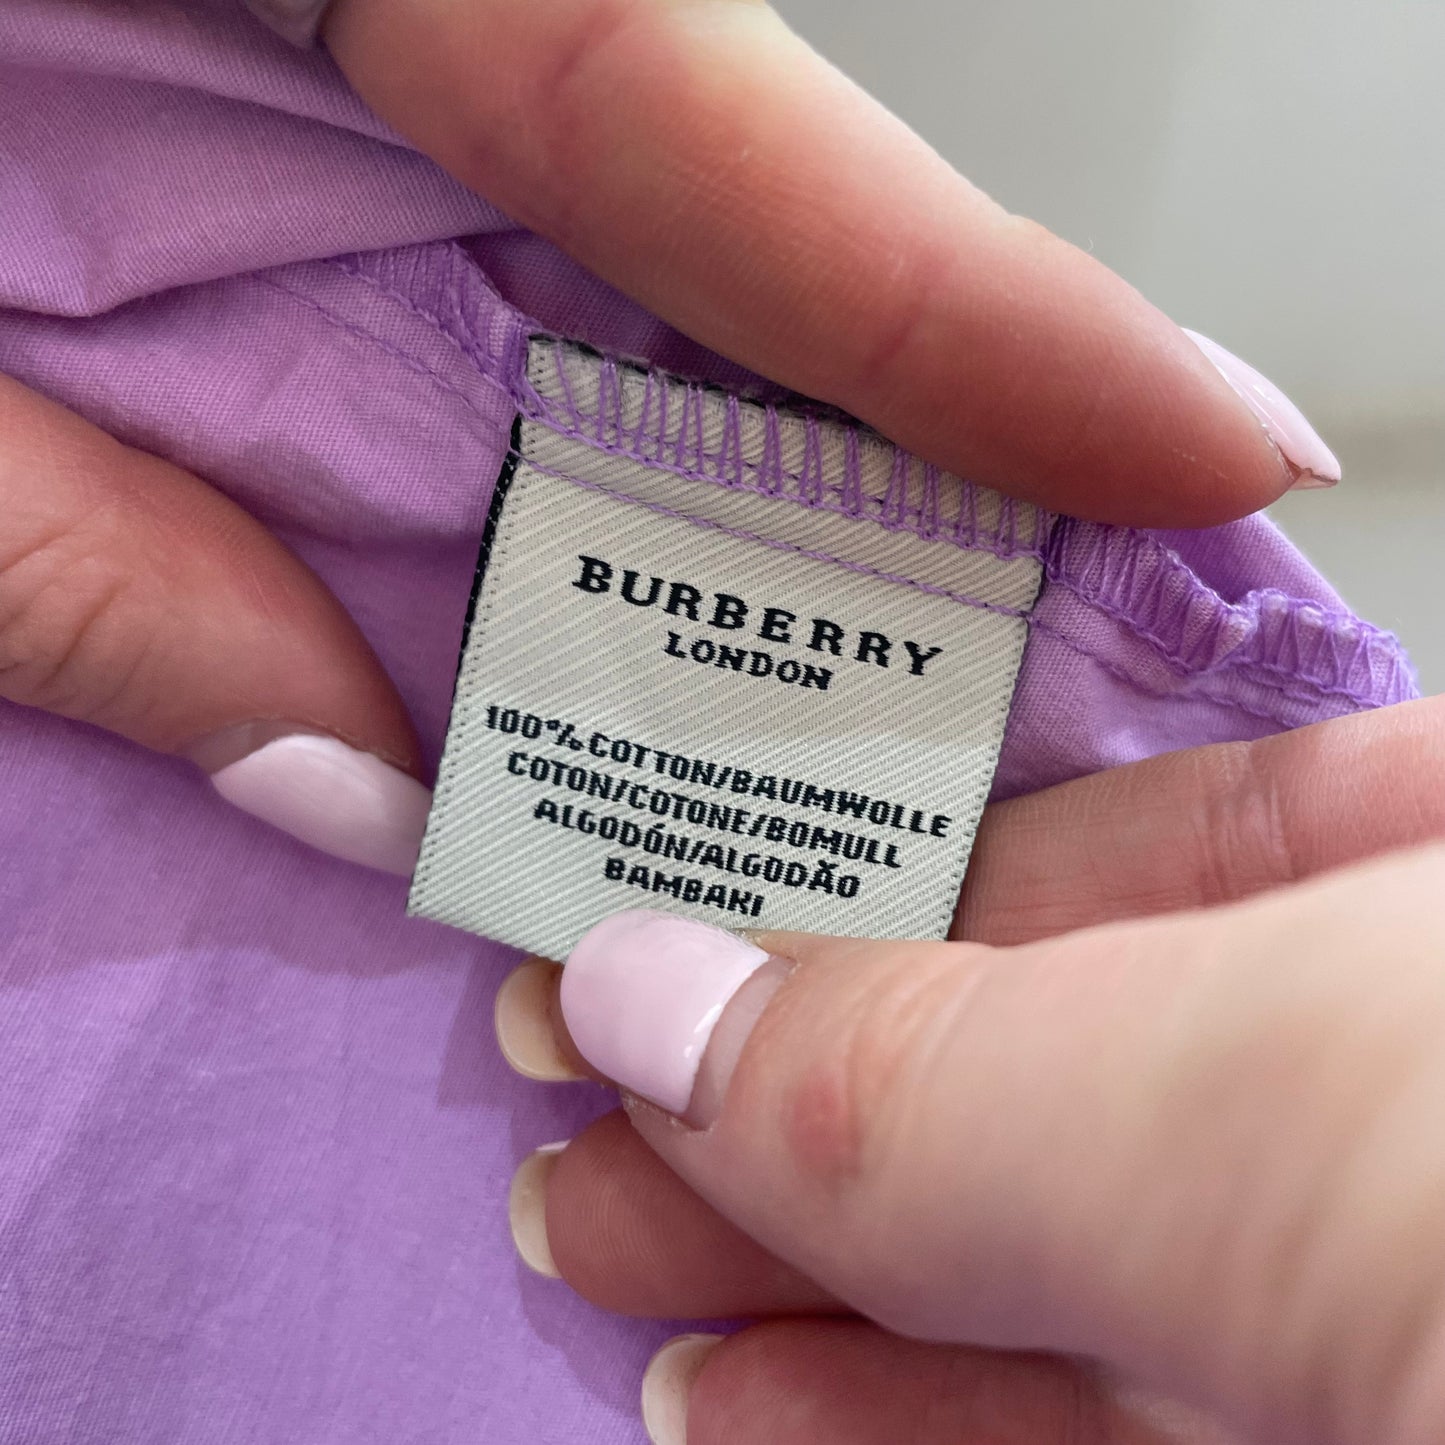 BURBERRY
LONDON
100% COTTON/BAUMWOLLE
COTON/COTONE/BOMULL
ALGODÓN/ALGODÃO
BAMBAKI